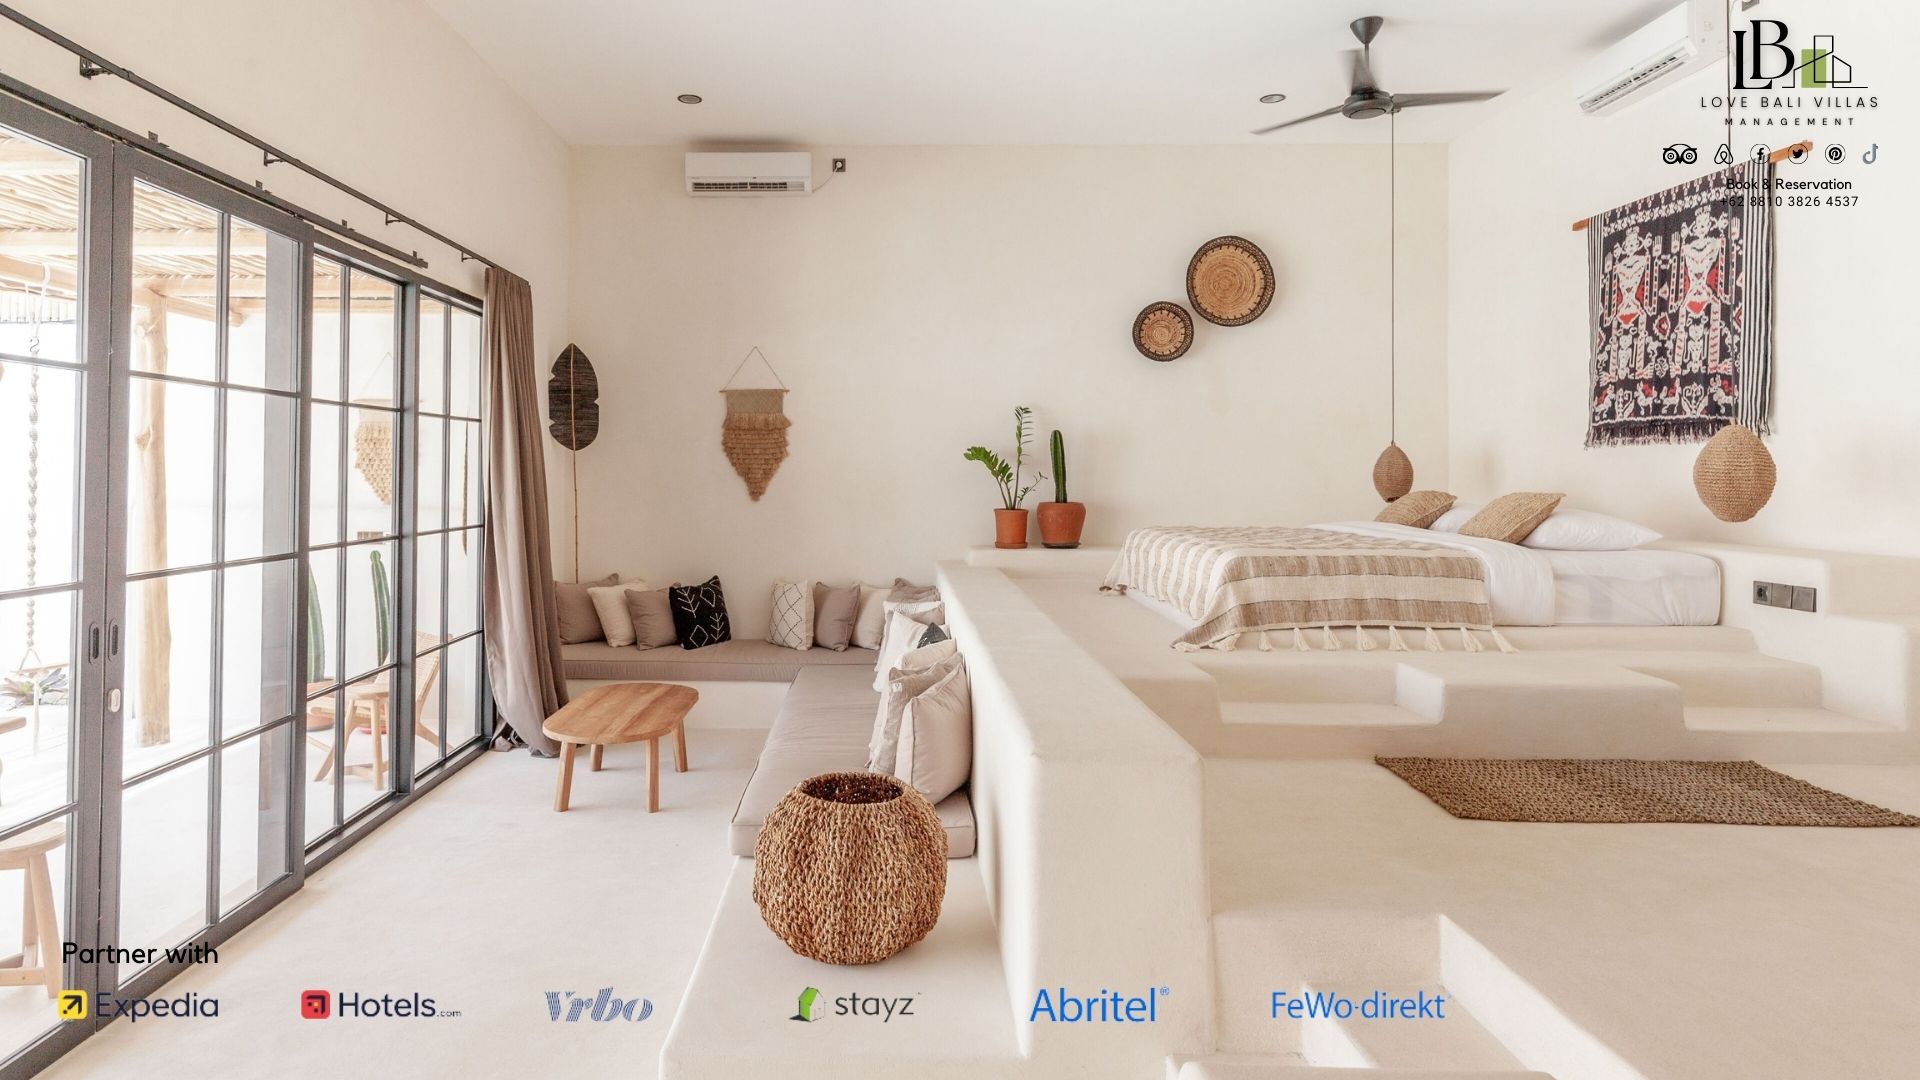 LB
LOVE BALI VILLAS
MANAGEMENT
Book & Reservation
+62 8810 3826 4537
Partner with
Expedia
Hotels.com
Vrbo
stayz
Abritel®
FeWo-direkt